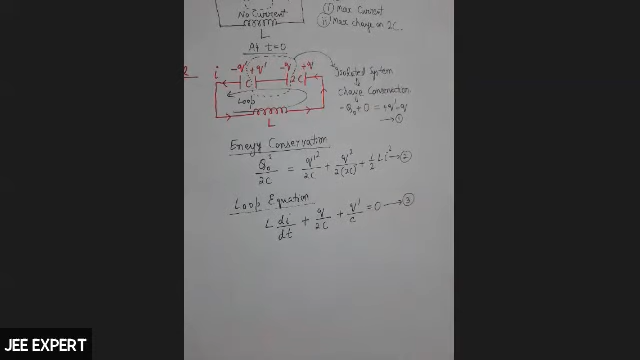 (i) Max Current
No Current
(ii) Max charge on 2C.
L
At t=0
i -q' +q' -q +q
Isolated System
C 2C
Charge Conservation
Loop
-Q₀+0 = +q'-q
→①
L
Energy Conservation
Q₀²/2C = q'²/2C + q²/2(2C) + 1/2 Li² →②
Loop Equation
L di/dt + q/2C + q'/C = 0 →③
JEE EXPERT